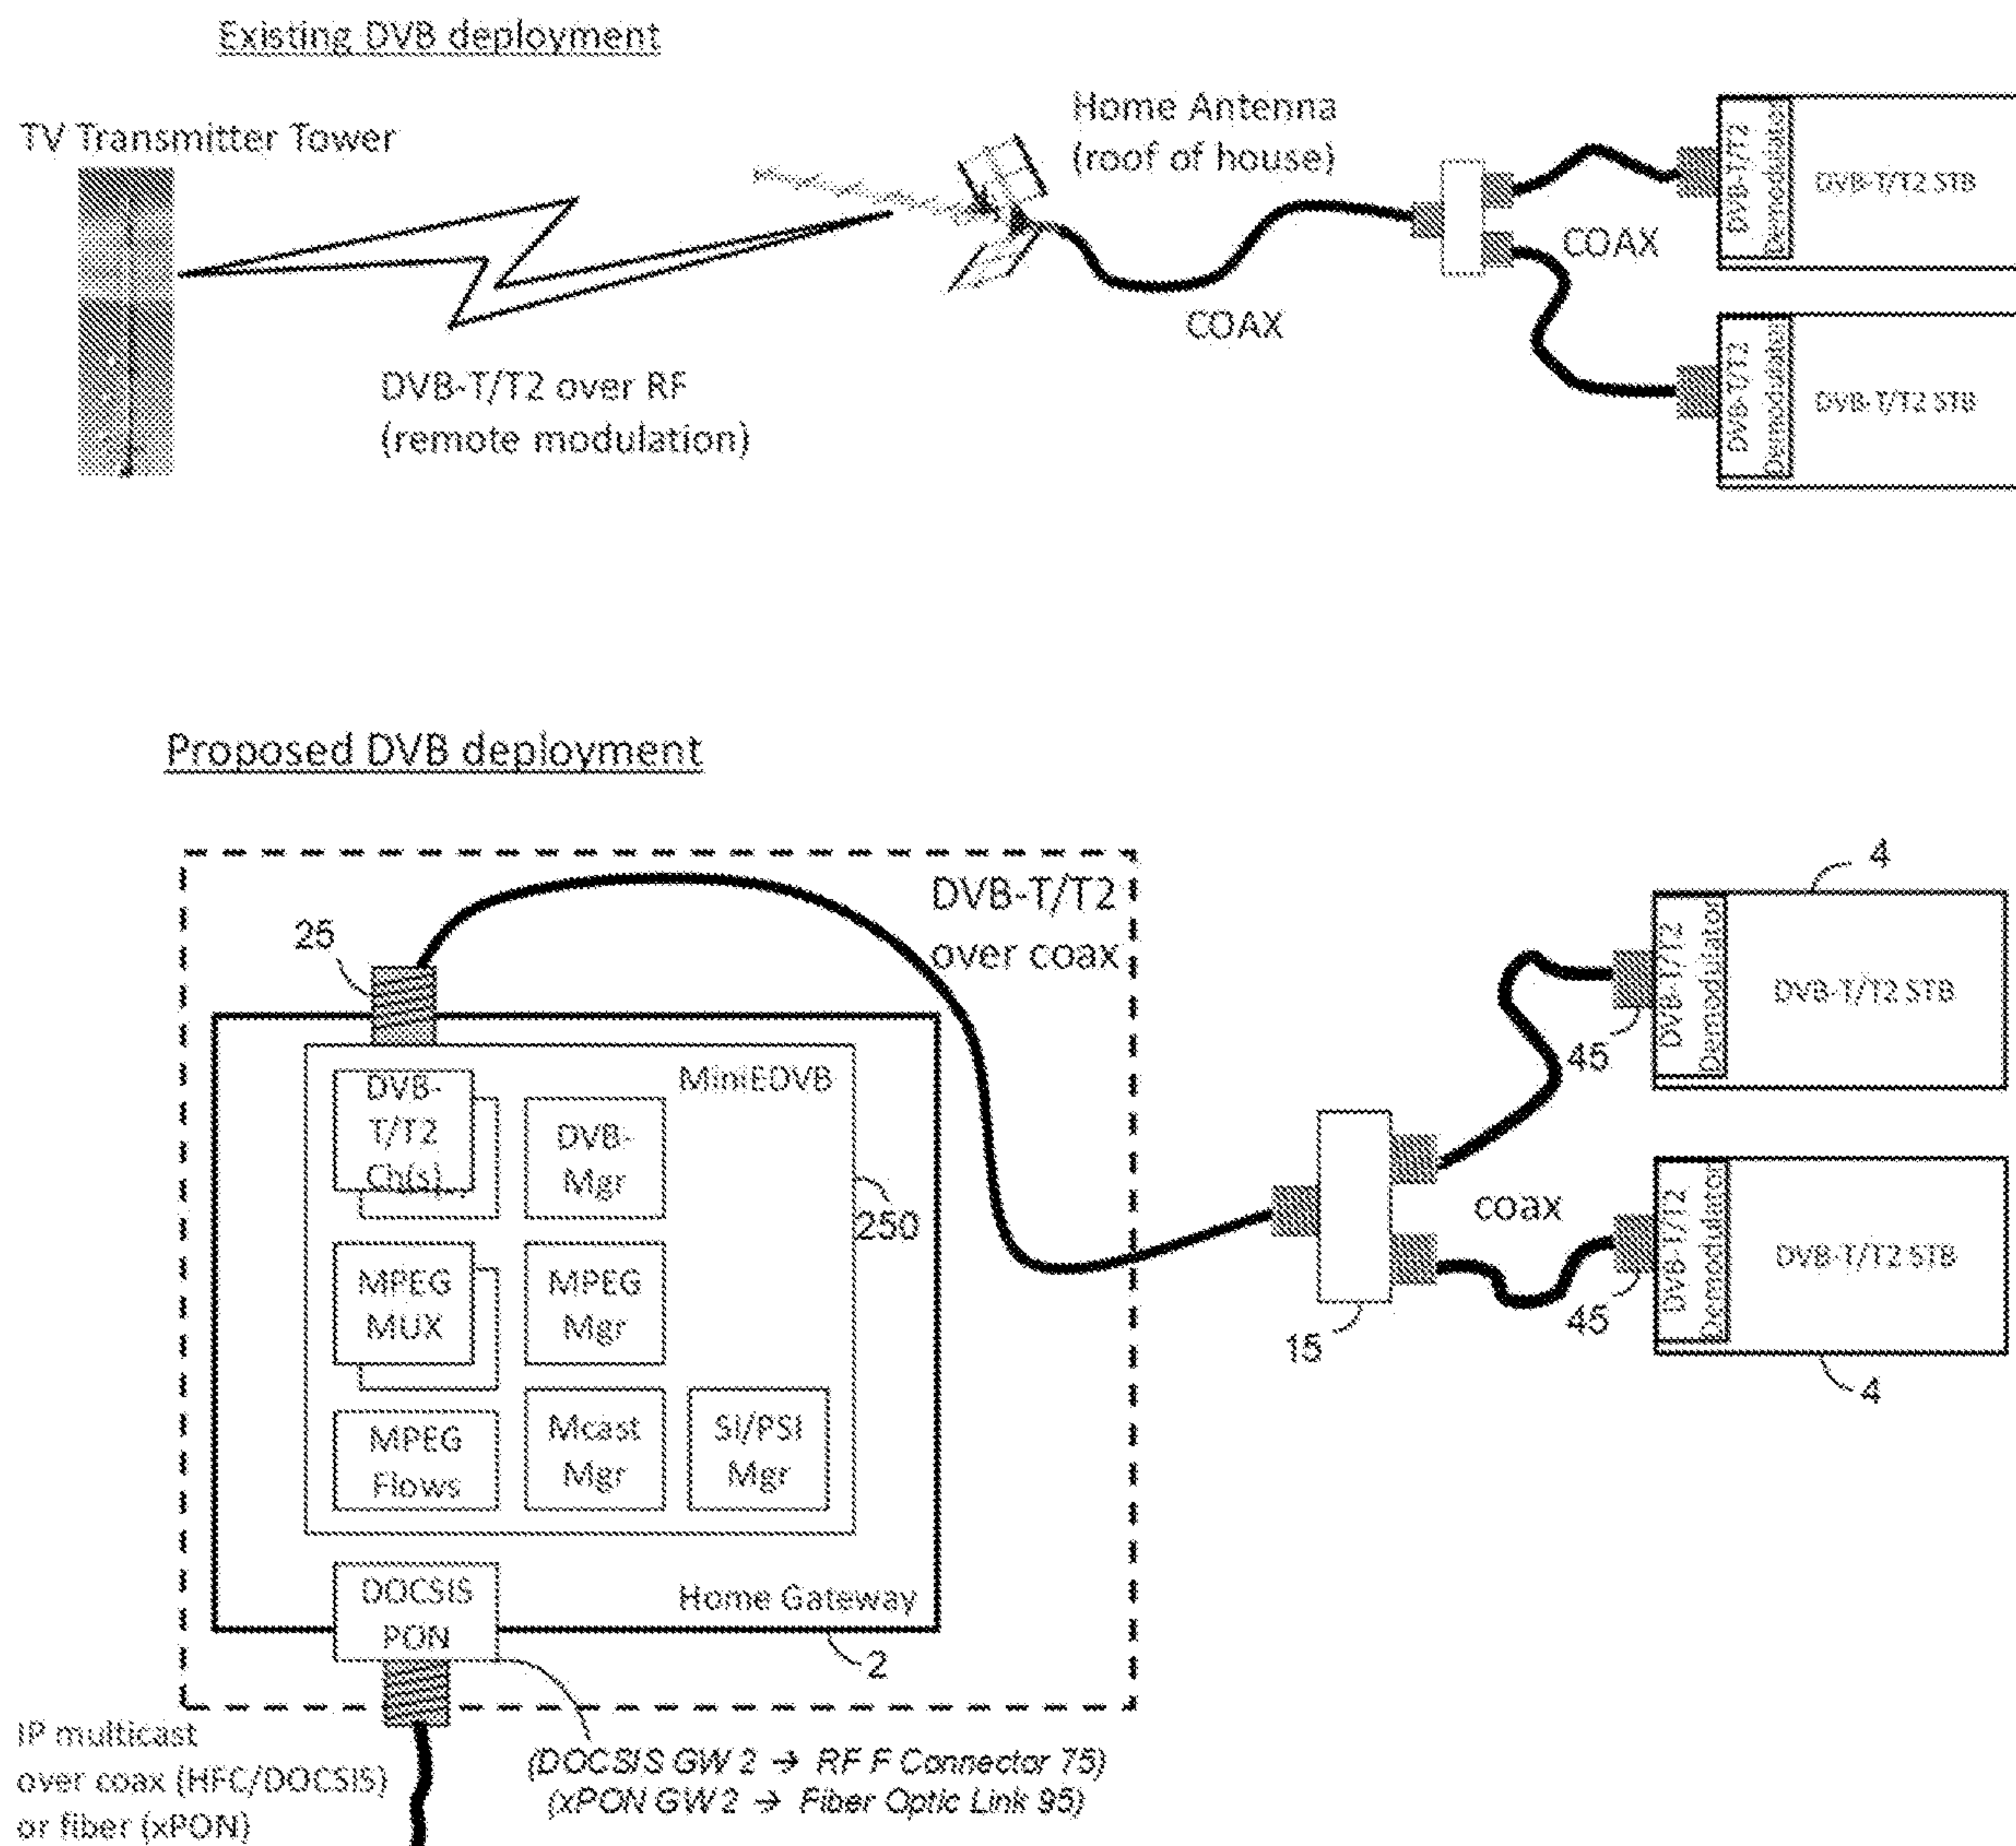 Existing DVB deployment
TV Transmitter Tower
Home Antenna
(roof of house)
DVB-T/T2 over RF
(remote modulation)
COAX
COAX
DVB-T/T2
Demodulator
DVB-T/T2 STB
DVB-T/T2
Demodulator
DVB-T/T2 STB
Proposed DVB deployment
DVB-T/T2
over coax
25
MiniEDVB
DVB-
T/T2
Ch(s)
DVB-
Mgr
250
MPEG
MUX
MPEG
Mgr
MPEG
Flows
Mcast
Mgr
SI/PSI
Mgr
DOCSIS
PON
Home Gateway
2
15
coax
4
45
DVB-T/T2
Demodulator
DVB-T/T2 STB
45
DVB-T/T2
Demodulator
DVB-T/T2 STB
4
IP multicast
over coax (HFC/DOCSIS)
or fiber (xPON)
(DOCSIS GW 2 → RF F Connector 75)
(xPON GW 2 → Fiber Optic Link 95)